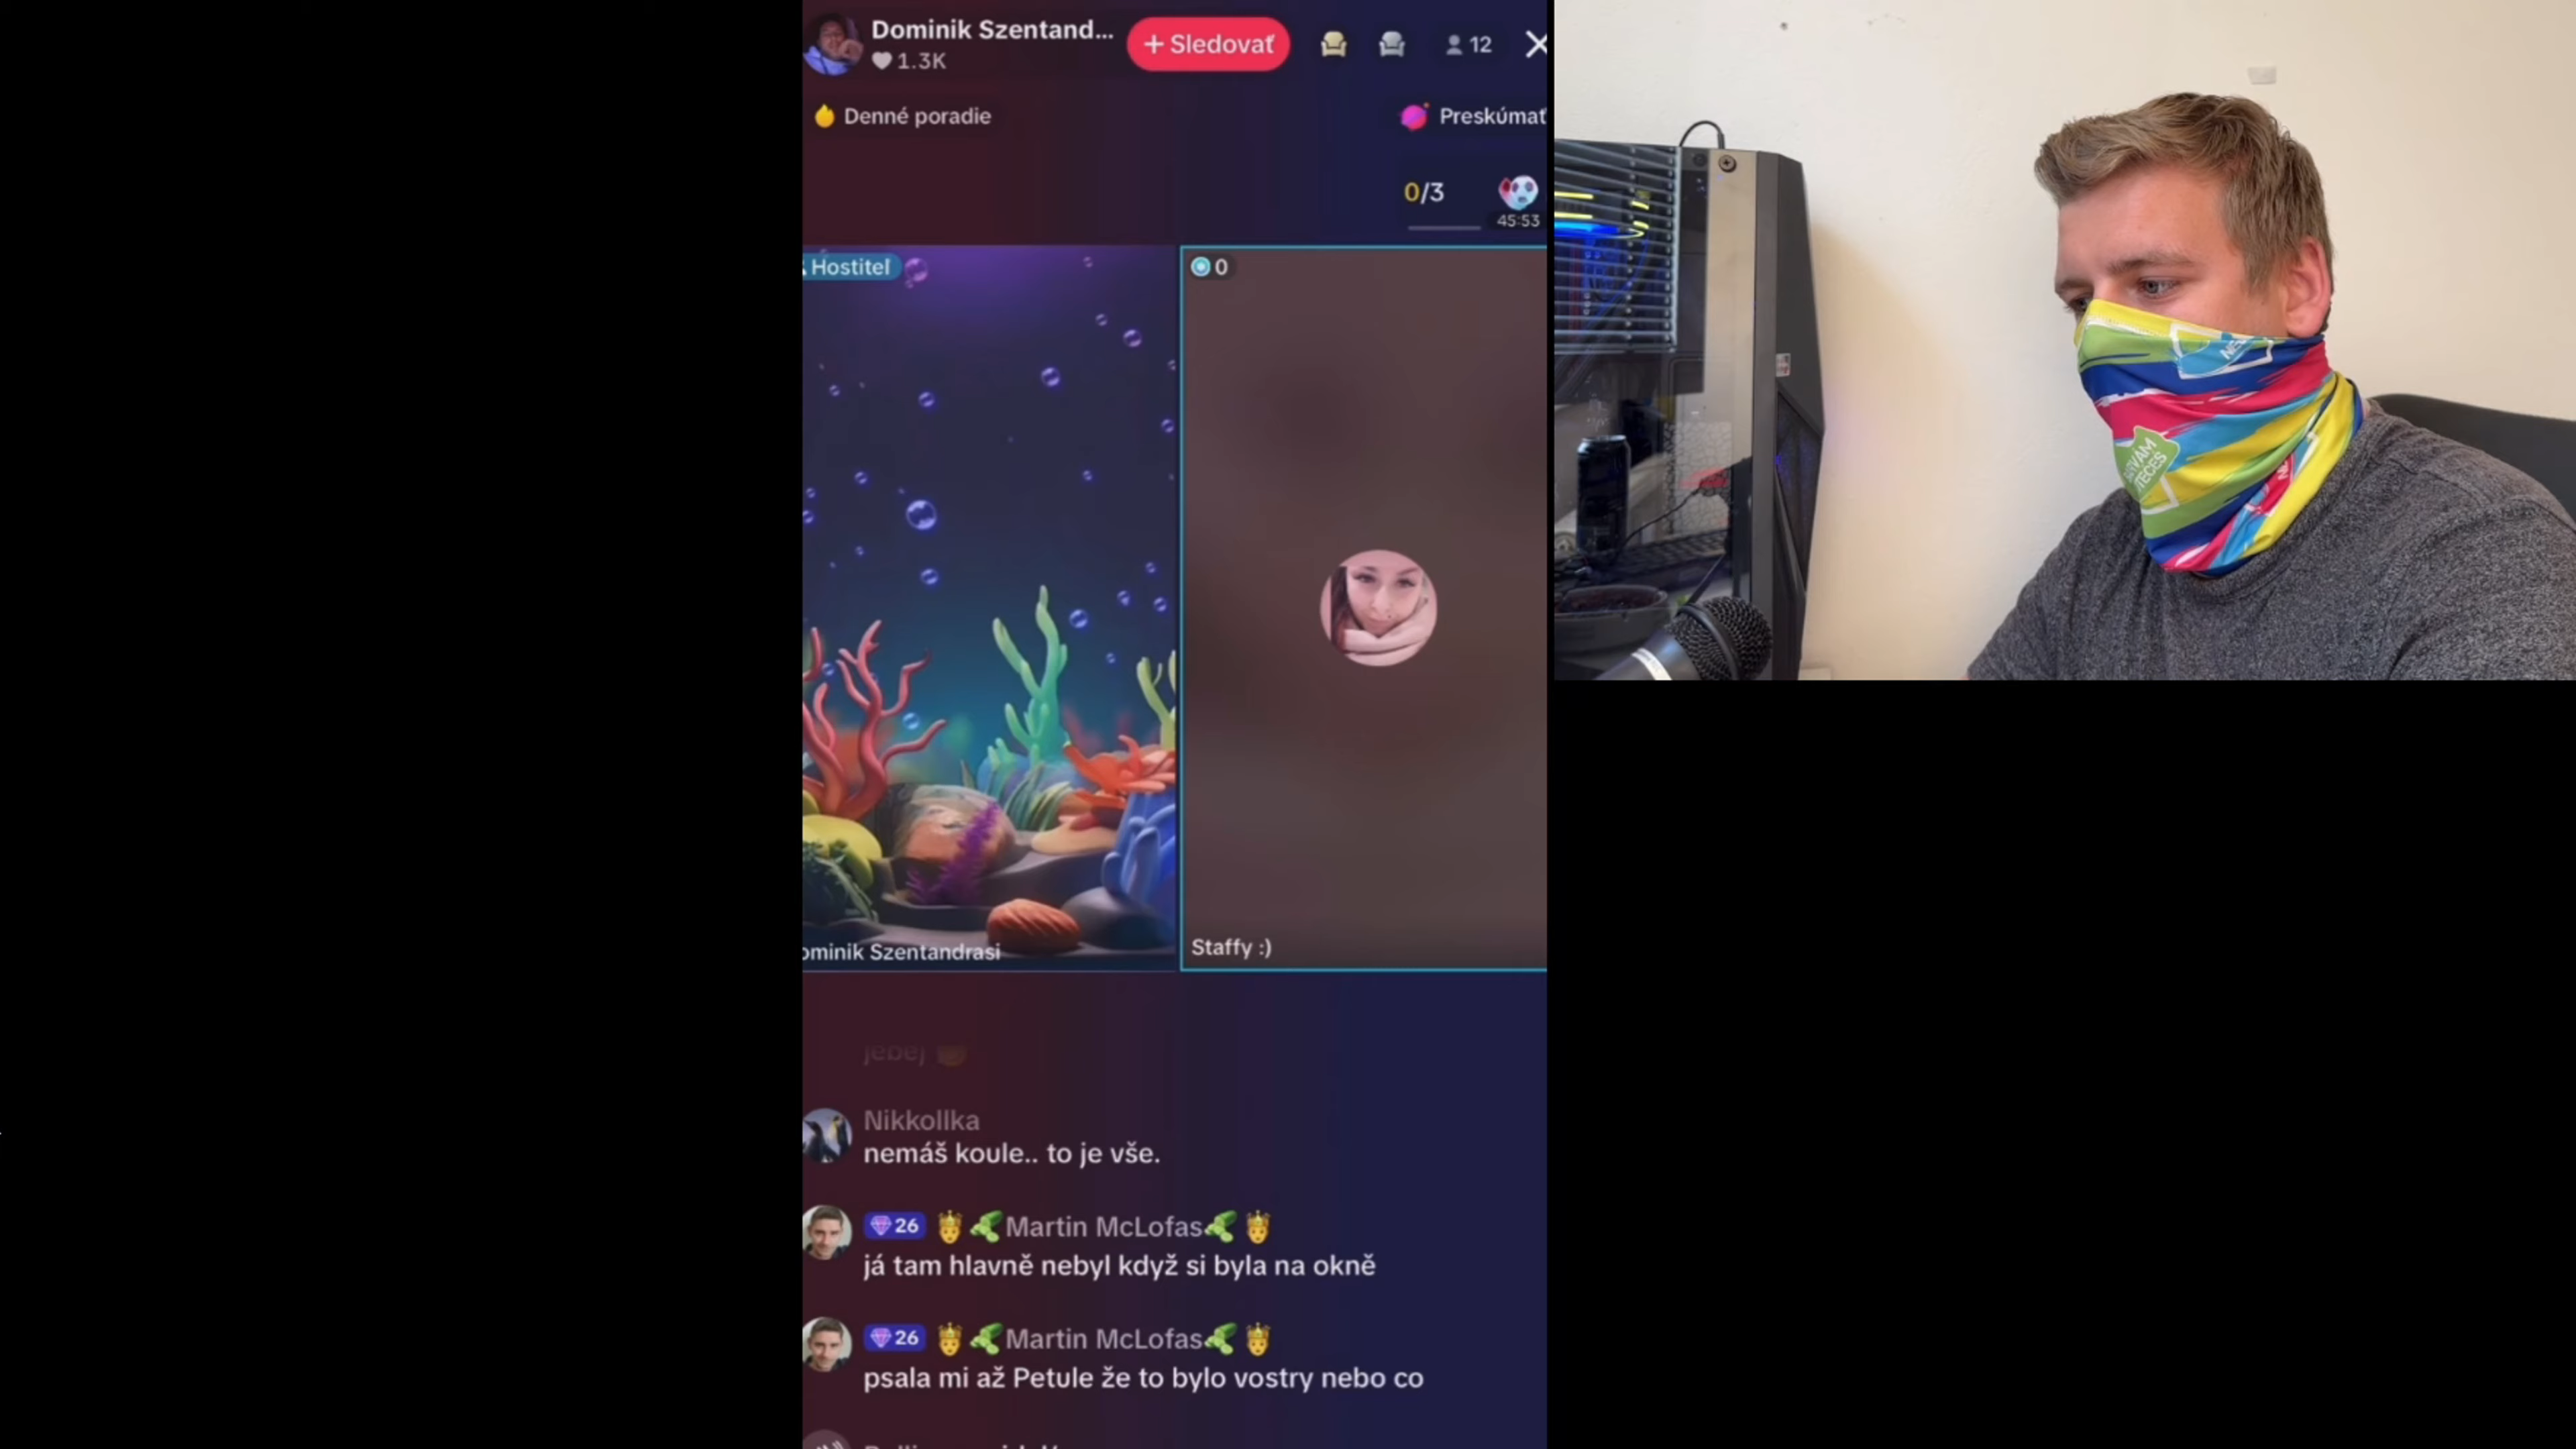 Dominik Szentand...
+ Sledovať
12
1.3K
Denné poradie
Preskúmať
0/3
45:53
Hostiteľ
0
ominik Szentandrasi
Staffy :)
jebej
Nikkollka
nemáš koule.. to je vše.
26 Martin McLofas
já tam hlavně nebyl když si byla na okně
26 Martin McLofas
psala mi až Petule že to bylo vostry nebo co